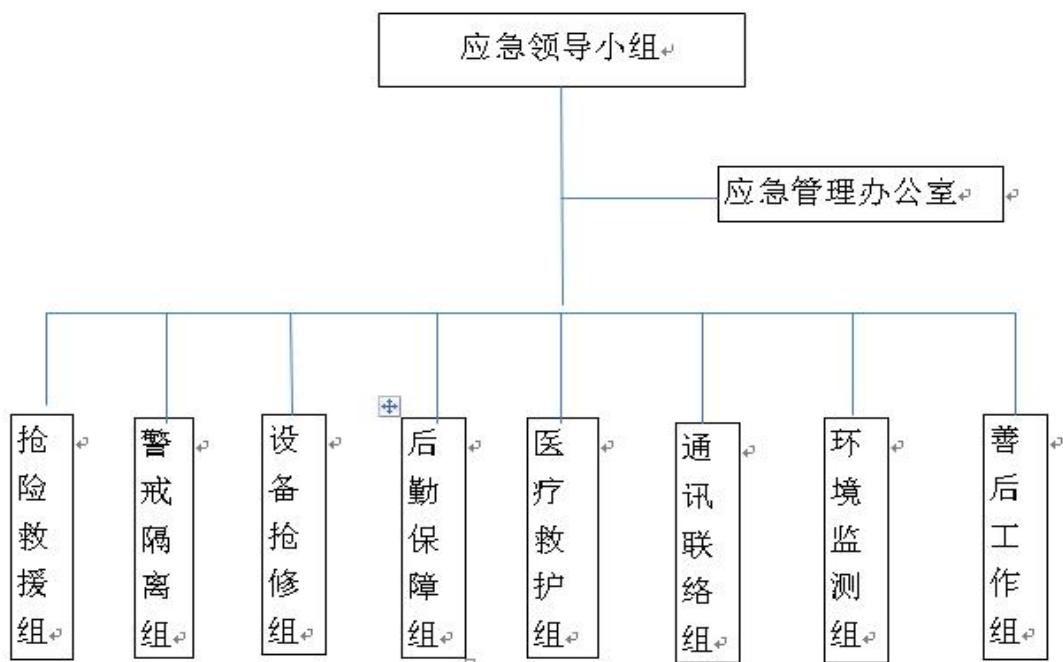 应急领导小组
应急管理办公室
抢险救援组
警戒隔离组
设备抢修组
后勤保障组
医疗救护组
通讯联络组
环境监测组
善后工作组